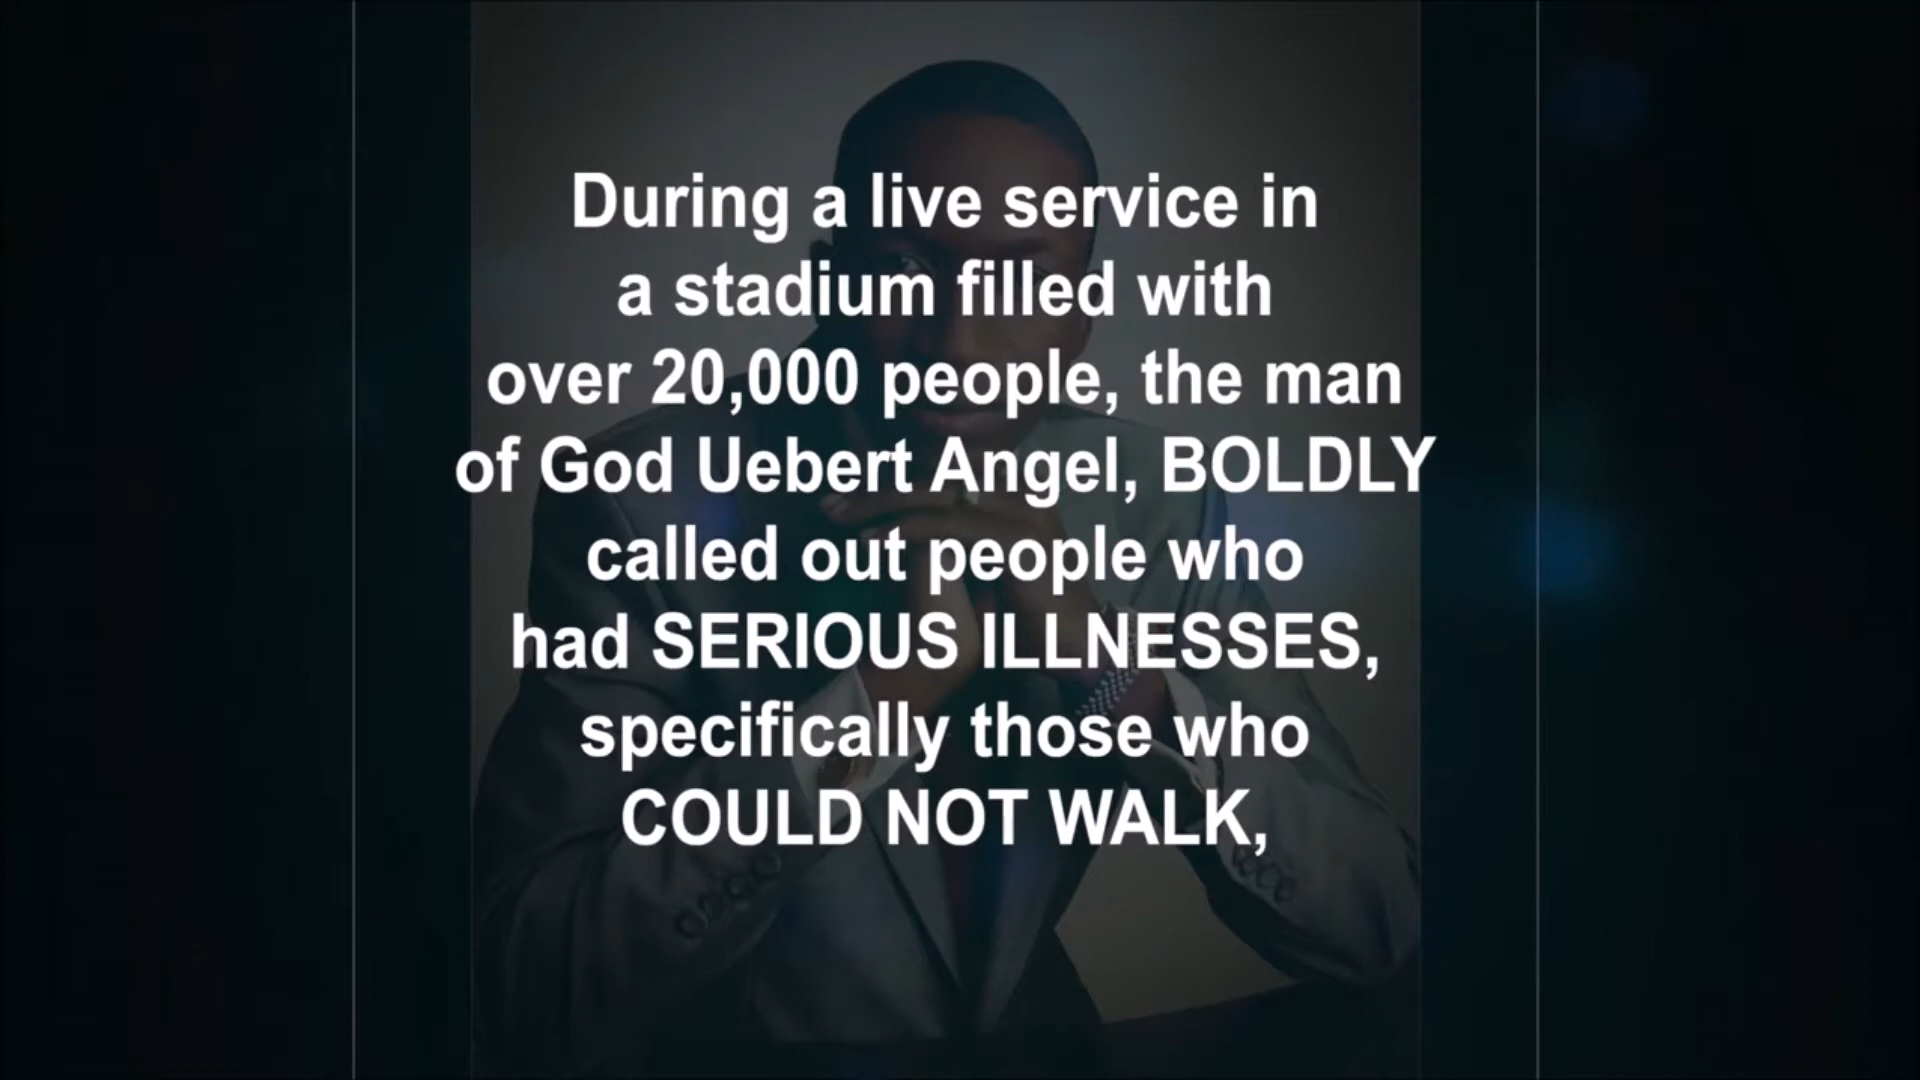 During a live service in
a stadium filled with
over 20,000 people, the man
of God Uebert Angel, BOLDLY
called out people who
had SERIOUS ILLNESSES,
specifically those who
COULD NOT WALK,